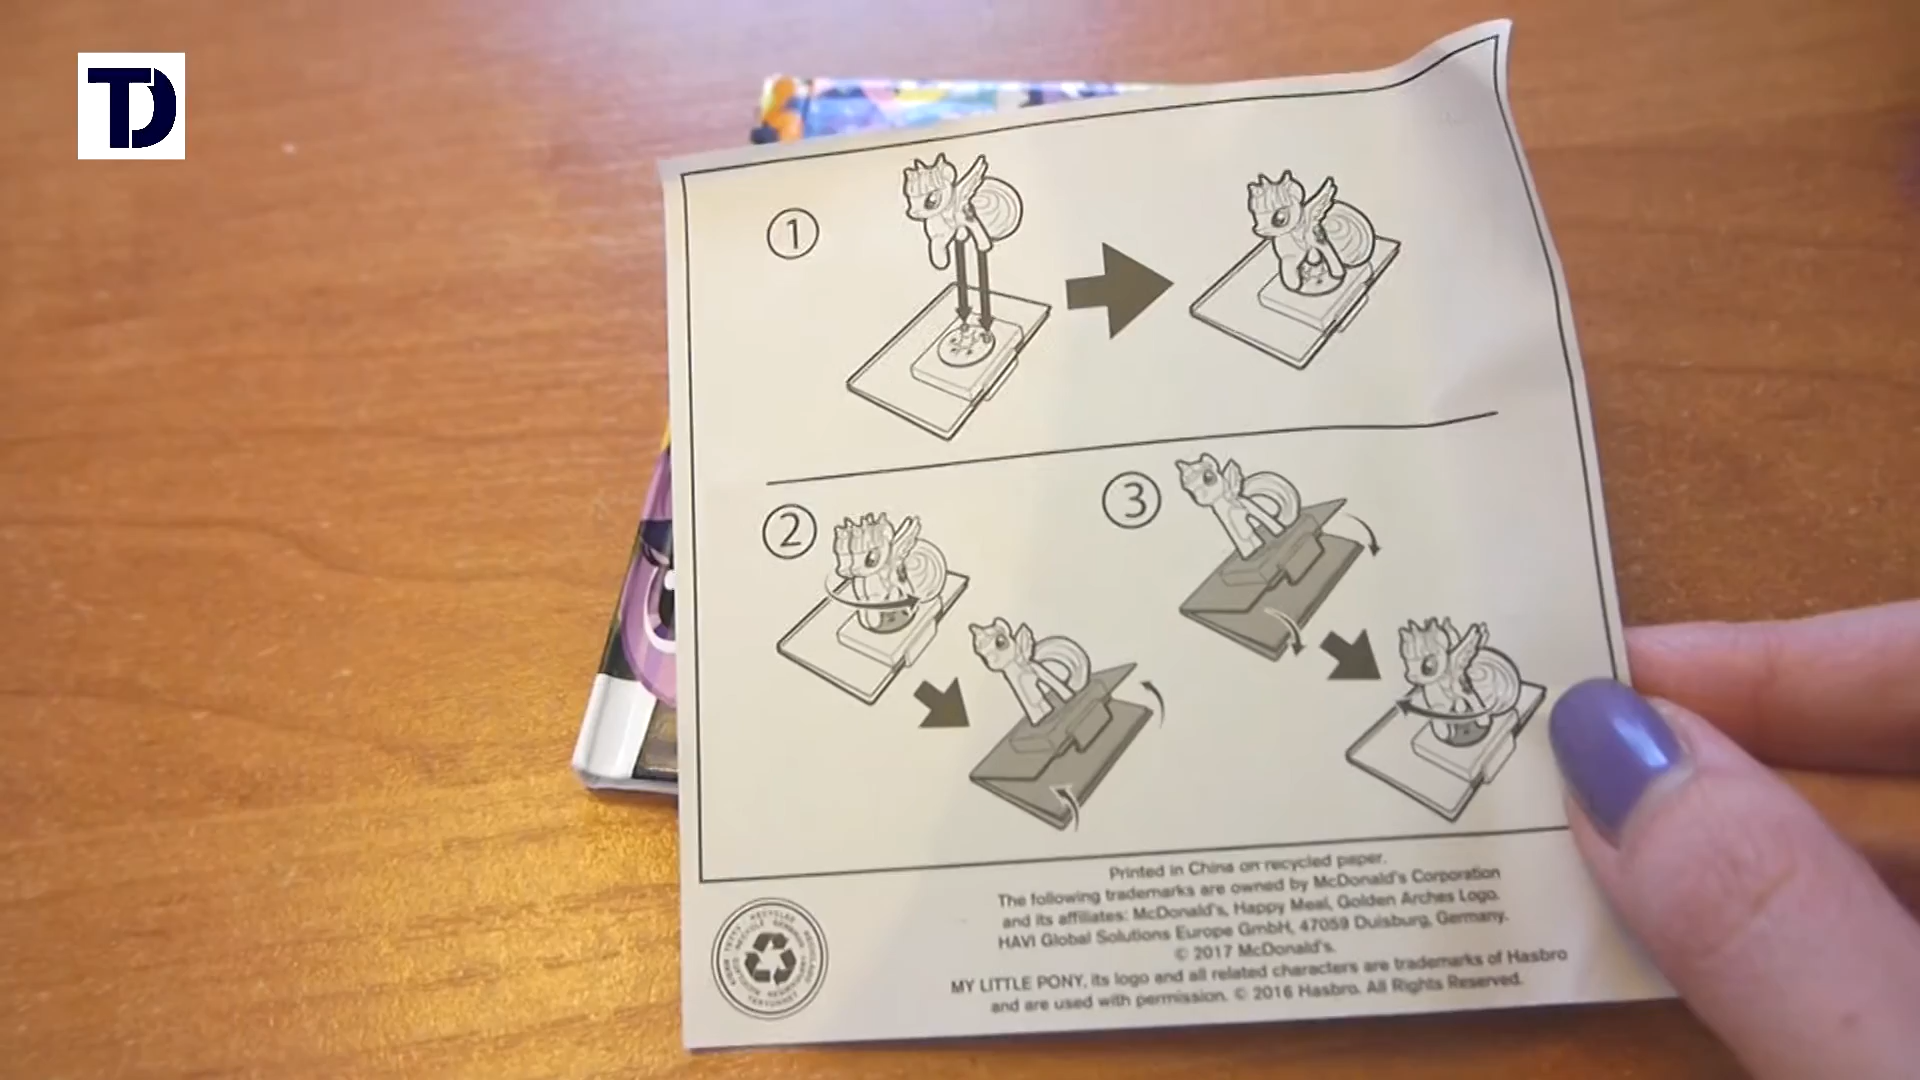 TD
1
2
3
Printed in China on recycled paper.
The following trademarks are owned by McDonald's Corporation
and its affiliates: McDonald's, Happy Meal, Golden Arches Logo.
HAVI Global Solutions Europe GmbH, 47059 Duisburg, Germany.
© 2017 McDonald's.
MY LITTLE PONY, its logo and all related characters are trademarks of Hasbro
and are used with permission. © 2016 Hasbro. All Rights Reserved.